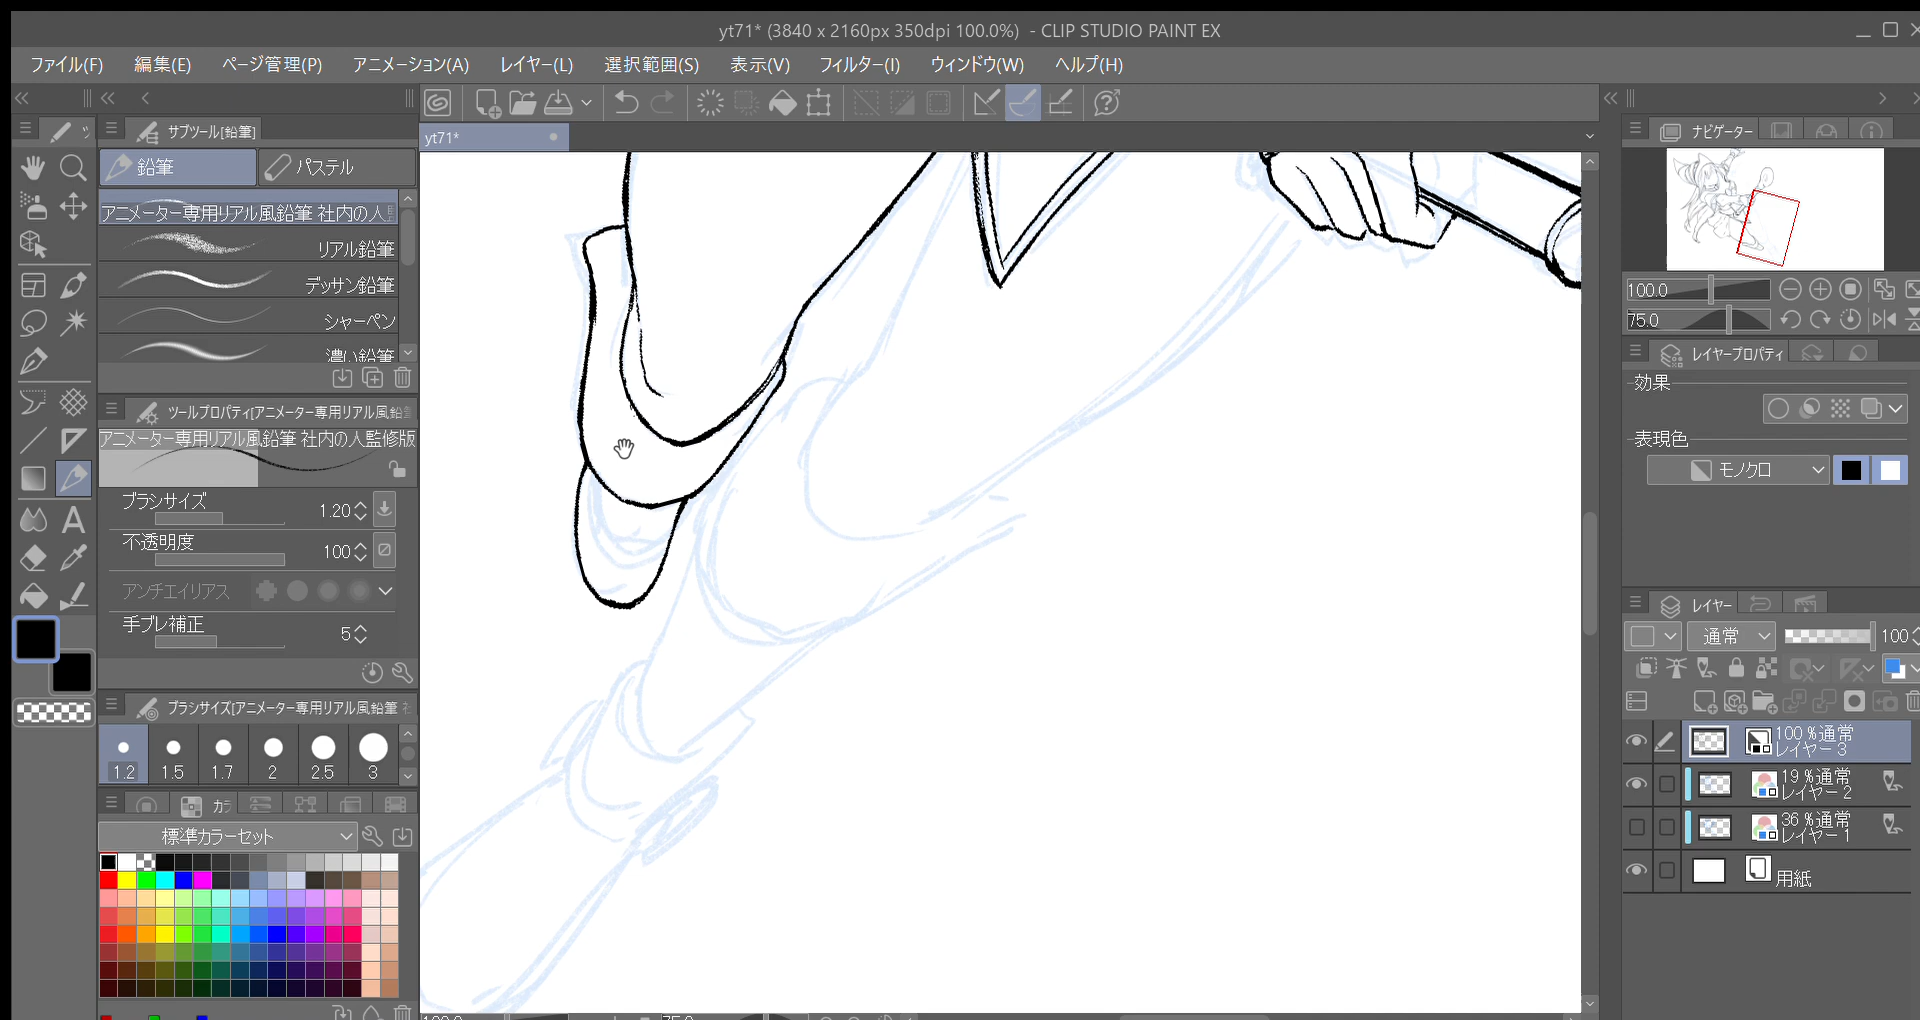 yt71* (3840 x 2160px 350dpi 100.0%) - CLIP STUDIO PAINT EX
ファイル(F) 編集(E) ページ管理(P) アニメーション(A) レイヤー(L) 選択範囲(S) 表示(V) フィルター(I) ウィンドウ(W) ヘルプ(H)
サブツール[鉛筆]
yt71*
ナビゲーター
鉛筆 パステル
アニメーター専用リアル風鉛筆 社内の人
リアル鉛筆
デッサン鉛筆
シャーペン
濃い鉛筆
100.0
75.0
レイヤープロパティ
効果
表現色
モノクロ
ツールプロパティ[アニメーター専用リアル風鉛
アニメーター専用リアル風鉛筆 社内の人監修版
ブラシサイズ 1.20
不透明度 100
アンチエイリアス
手ブレ補正 5
レイヤー
通常 100
ブラシサイズ[アニメーター専用リアル風鉛筆
1.2 1.5 1.7 2 2.5 3
カラ
標準カラーセット
100 %通常
レイヤー 3
19 %通常
レイヤー 2
36 %通常
レイヤー 1
用紙
100.0 75.0